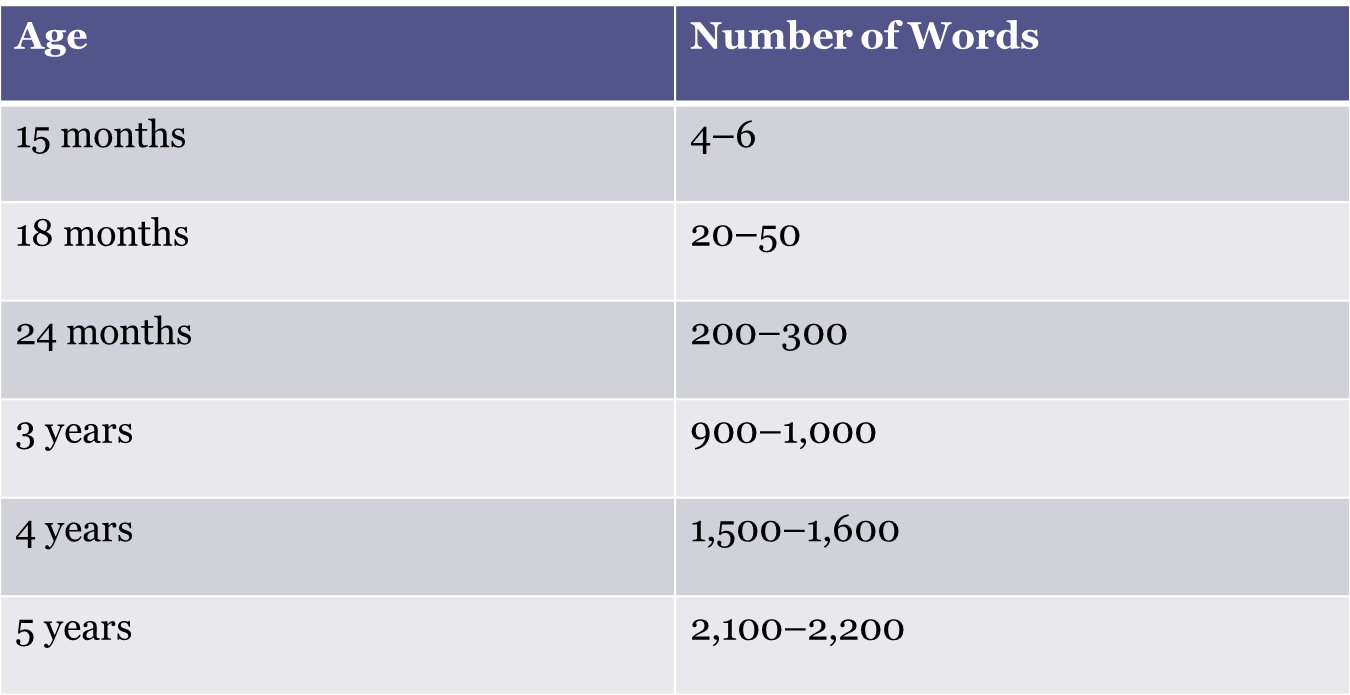 Age Number of Words
15 months 4–6
18 months 20–50
24 months 200–300
3 years 900–1,000
4 years 1,500–1,600
5 years 2,100–2,200